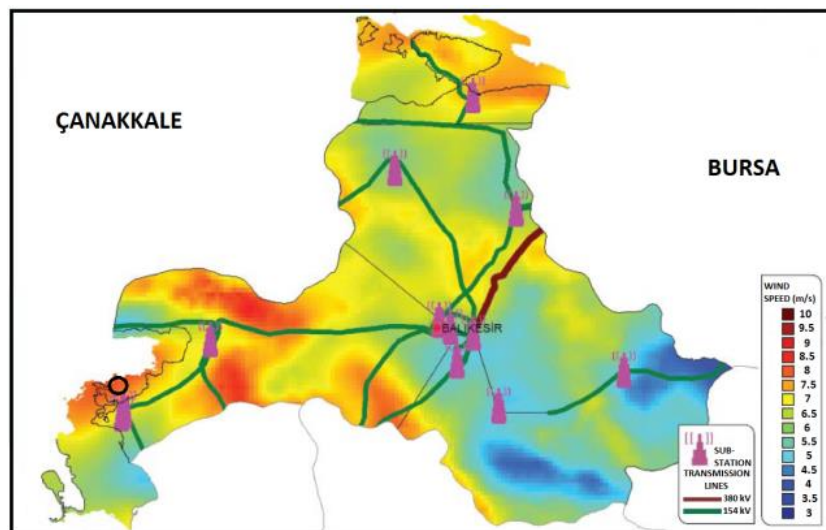 ÇANAKKALE
BURSA
BALIKESİR
WIND
SPEED (m/s)
10
9.5
9
8.5
8
7.5
7
6.5
6
5.5
5
4.5
4
3.5
3
SUB-
STATION
TRANSMISSION
LINES
380 kV
154 kV